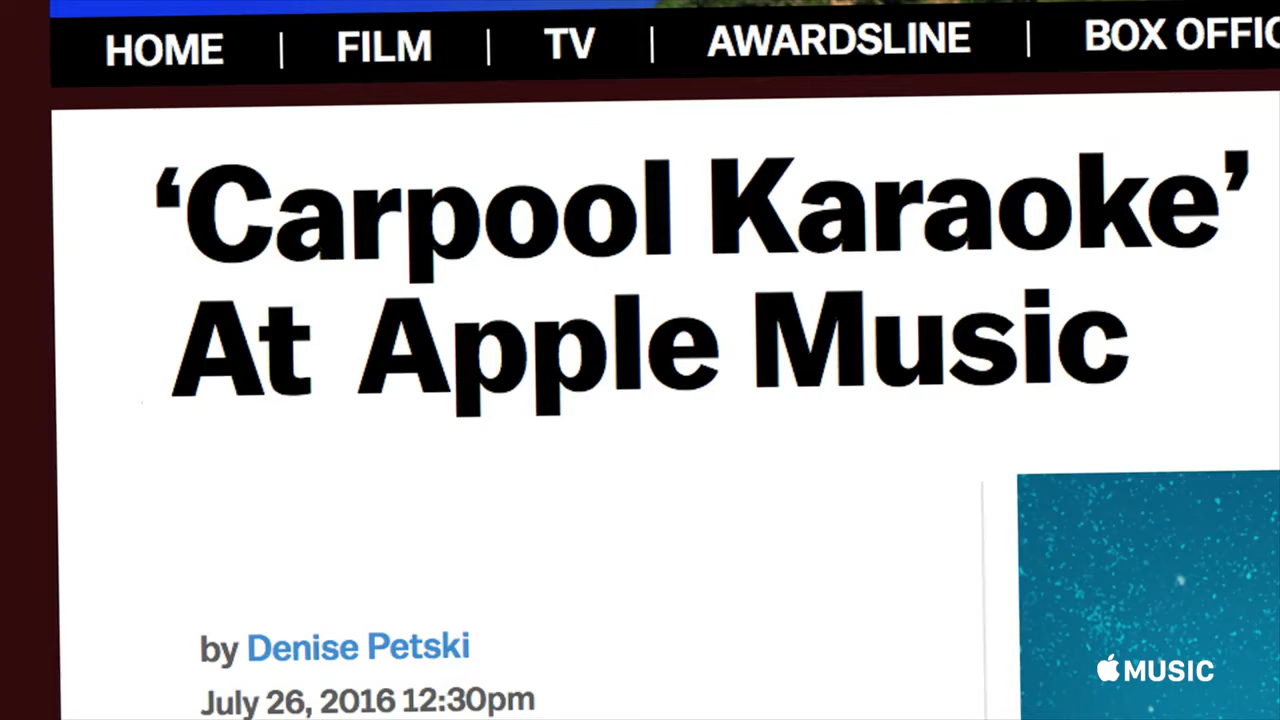 HOME | FILM | TV | AWARDSLINE | BOX OFFIC
‘Carpool Karaoke’
At Apple Music
by Denise Petski
July 26, 2016 12:30pm
MUSIC